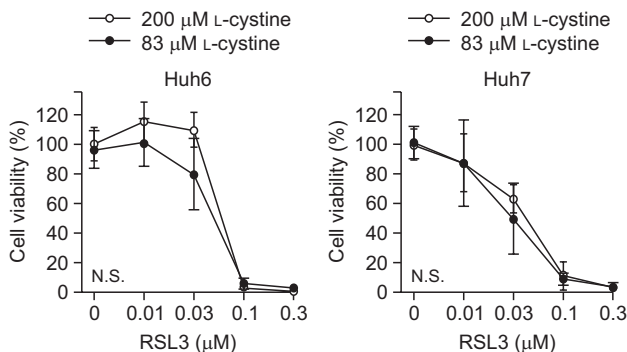 200 μM L-cystine
83 μM L-cystine
Huh6
Cell viability (%)
120
100
80
60
40
20
0
N.S.
0 0.01 0.03 0.1 0.3
RSL3 (μM)
200 μM L-cystine
83 μM L-cystine
Huh7
Cell viability (%)
120
100
80
60
40
20
0
N.S.
0 0.01 0.03 0.1 0.3
RSL3 (μM)